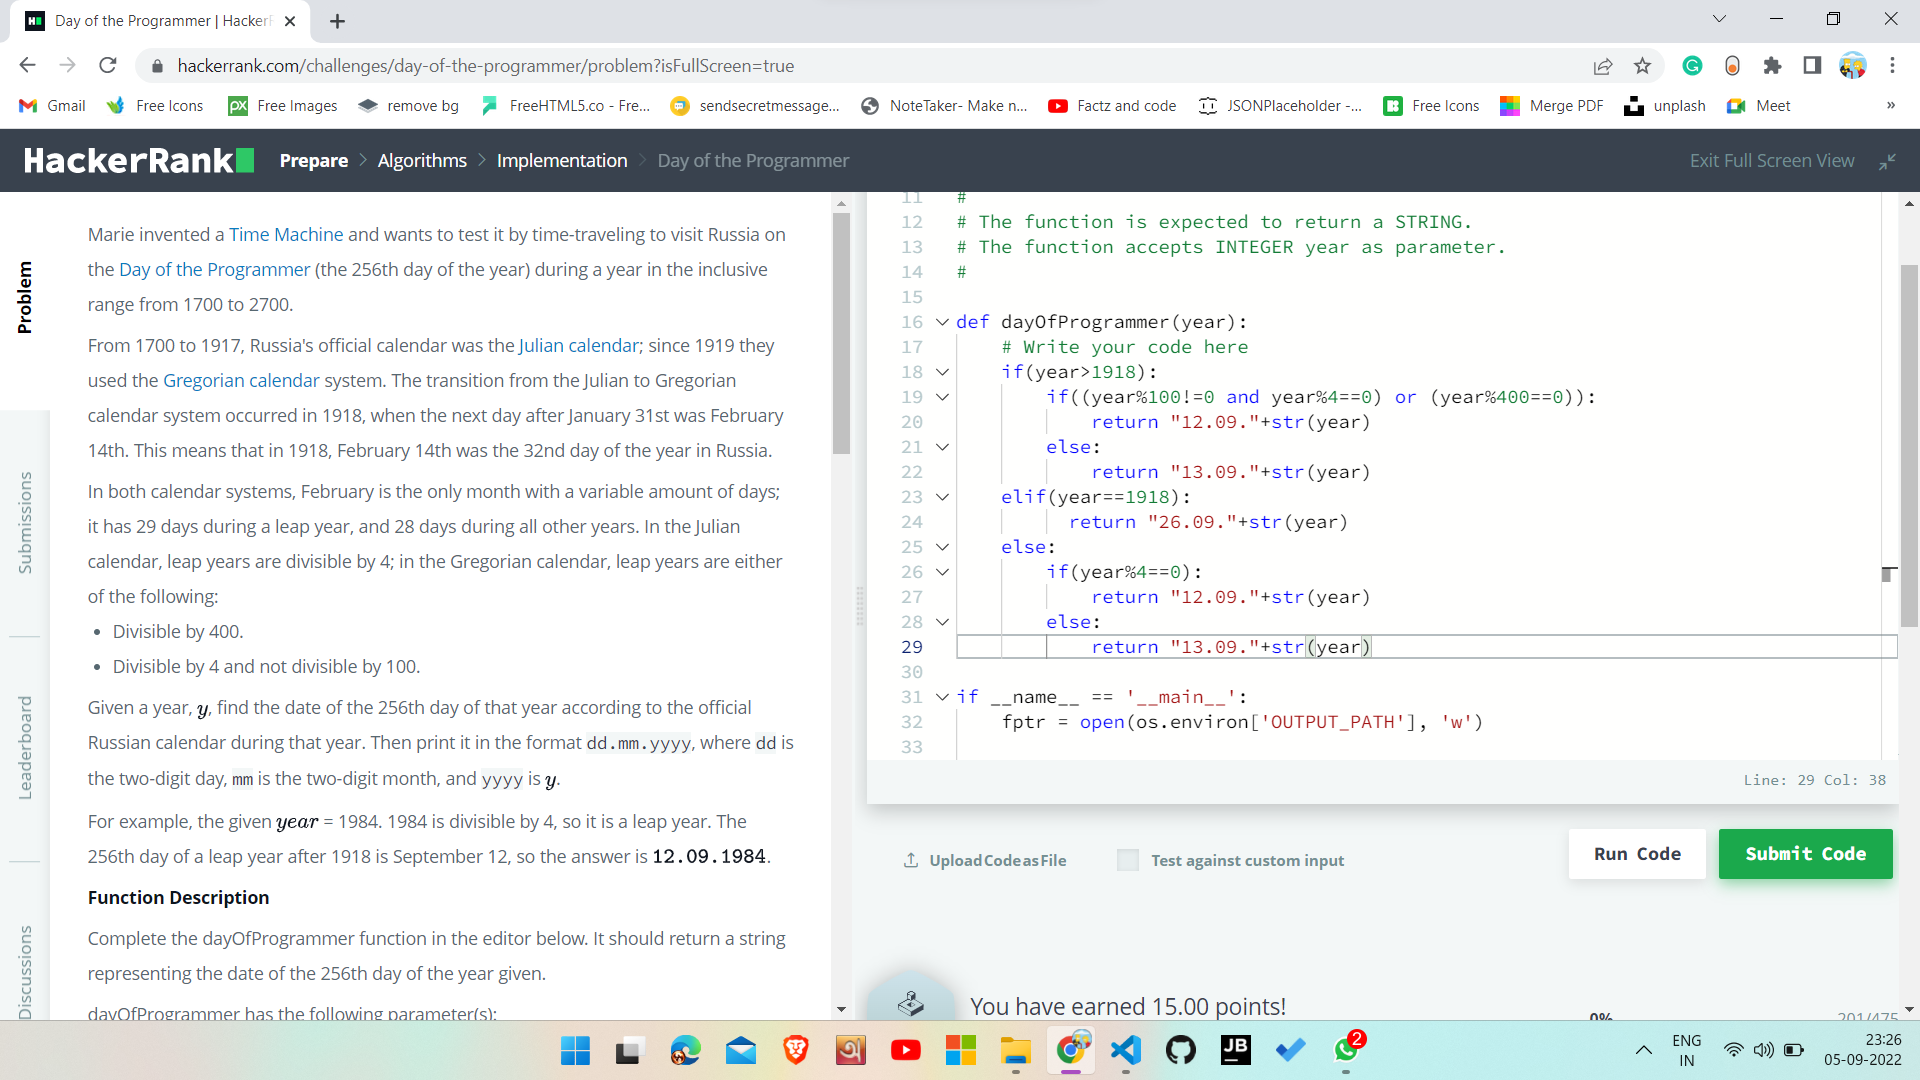 Day of the Programmer | HackerR
hackerrank.com/challenges/day-of-the-programmer/problem?isFullScreen=true
Gmail Free Icons Free Images remove bg FreeHTML5.co - Fre... sendsecretmessage... NoteTaker- Make n... Factz and code JSONPlaceholder -... Free Icons Merge PDF unplash Meet »
HackerRank Prepare > Algorithms > Implementation > Day of the Programmer Exit Full Screen View
Problem
Submissions
Leaderboard
Discussions
Marie invented a Time Machine and wants to test it by time-traveling to visit Russia on
the Day of the Programmer (the 256th day of the year) during a year in the inclusive
range from 1700 to 2700.
From 1700 to 1917, Russia's official calendar was the Julian calendar; since 1919 they
used the Gregorian calendar system. The transition from the Julian to Gregorian
calendar system occurred in 1918, when the next day after January 31st was February
14th. This means that in 1918, February 14th was the 32nd day of the year in Russia.
In both calendar systems, February is the only month with a variable amount of days;
it has 29 days during a leap year, and 28 days during all other years. In the Julian
calendar, leap years are divisible by 4; in the Gregorian calendar, leap years are either
of the following:
• Divisible by 400.
• Divisible by 4 and not divisible by 100.
Given a year, y, find the date of the 256th day of that year according to the official
Russian calendar during that year. Then print it in the format dd.mm.yyyy, where dd is
the two-digit day, mm is the two-digit month, and yyyy is y.
For example, the given year = 1984. 1984 is divisible by 4, so it is a leap year. The
256th day of a leap year after 1918 is September 12, so the answer is 12.09.1984.
Function Description
Complete the dayOfProgrammer function in the editor below. It should return a string
representing the date of the 256th day of the year given.
dayOfProgrammer has the following parameter(s):
11 #
12 # The function is expected to return a STRING.
13 # The function accepts INTEGER year as parameter.
14 #
15
16 def dayOfProgrammer(year):
17 # Write your code here
18 if(year>1918):
19 if((year%100!=0 and year%4==0) or (year%400==0)):
20 return "12.09."+str(year)
21 else:
22 return "13.09."+str(year)
23 elif(year==1918):
24 return "26.09."+str(year)
25 else:
26 if(year%4==0):
27 return "12.09."+str(year)
28 else:
29 return "13.09."+str(year)
30
31 if __name__ == '__main__':
32 fptr = open(os.environ['OUTPUT_PATH'], 'w')
33
Line: 29 Col: 38
Upload Code as File Test against custom input Run Code Submit Code
You have earned 15.00 points!
0% 201/475
JB
2
ENG
IN
23:26
05-09-2022